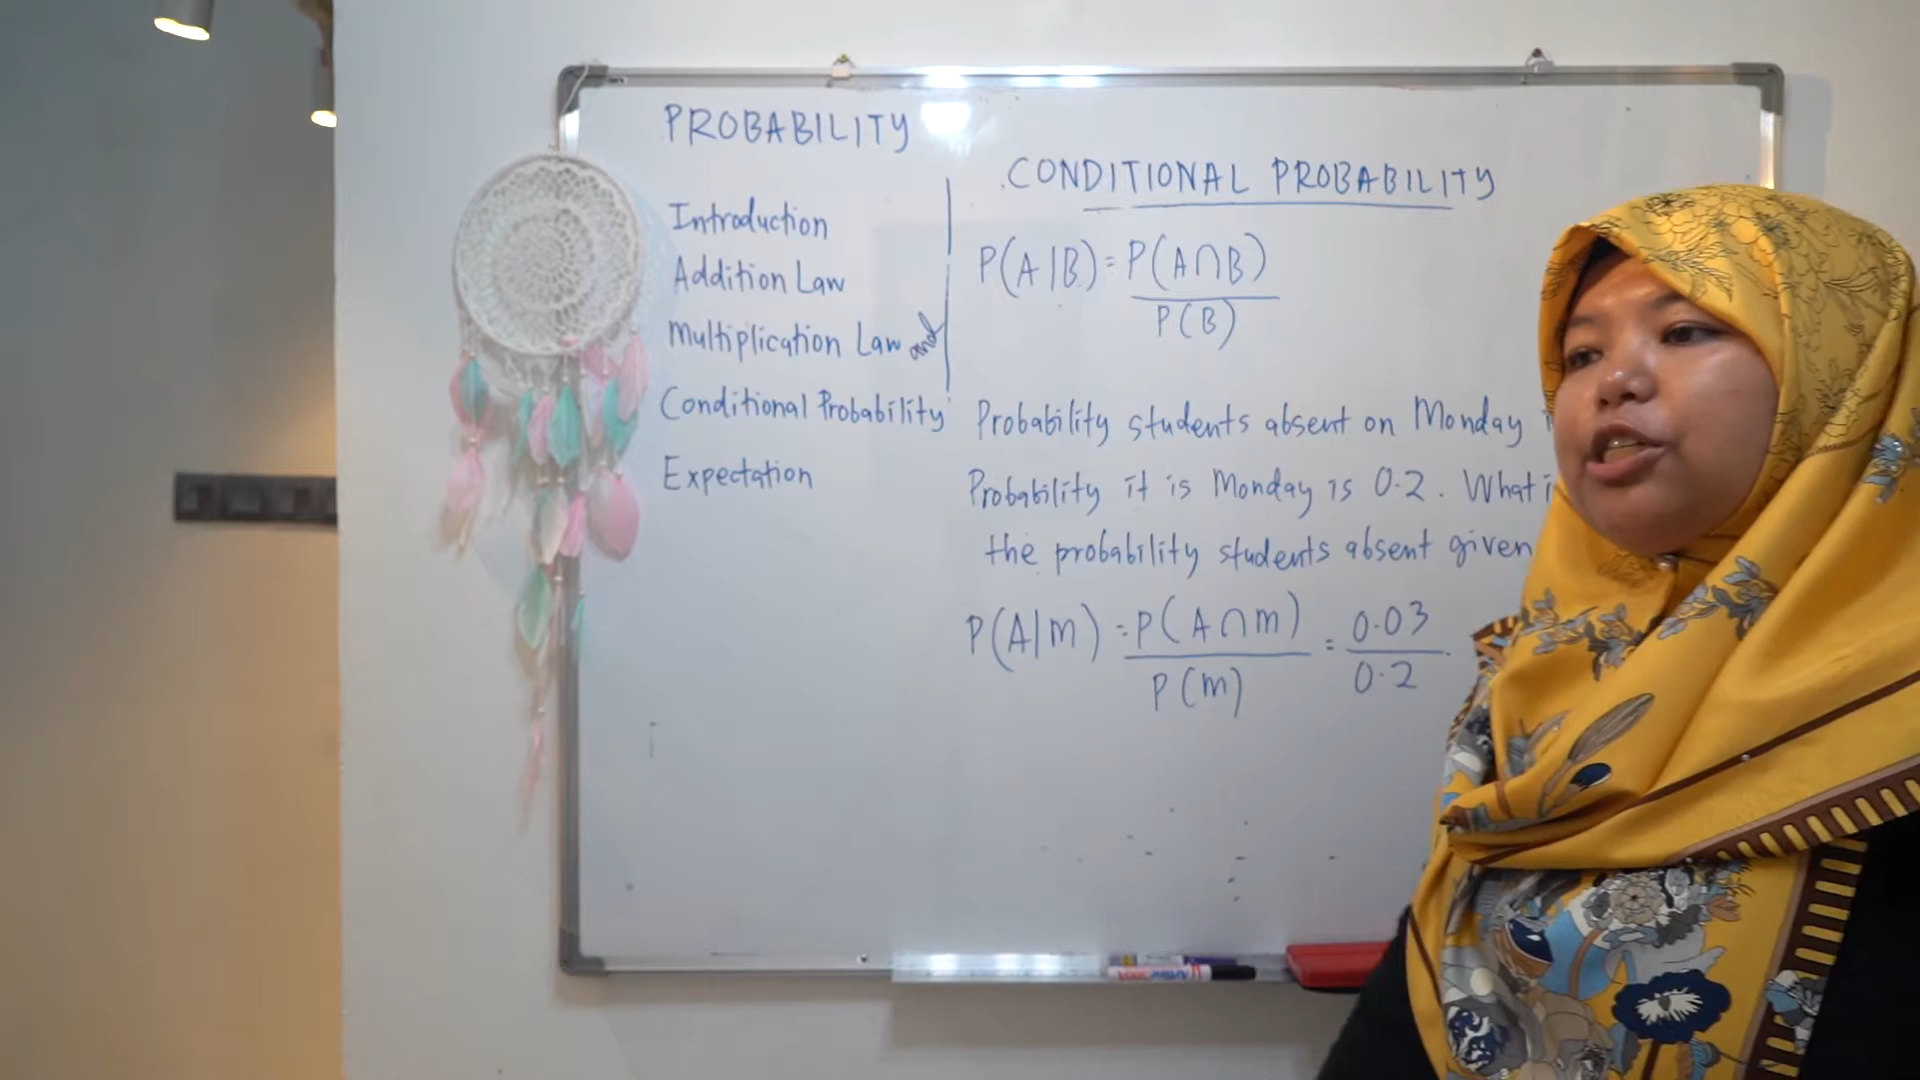 PROBABILITY
Introduction
Addition Law
Multiplication Law and
Conditional Probability
Expectation
CONDITIONAL PROBABILITY
P(A|B) = P(A∩B)
P(B)
Probability students absent on Monday
Probability it is Monday is 0.2. What
the probability students absent given
P(A|M) = P(A∩M) = 0.03
P(M) 0.2